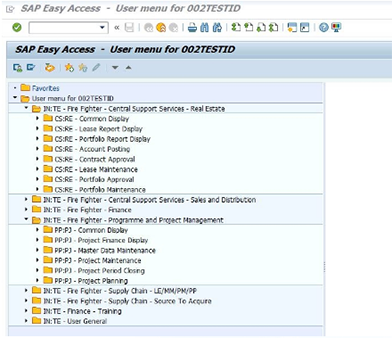 SAP Easy Access - User menu for 002TESTID
SAP Easy Access - User menu for 002TESTID
Favorites
User menu for 002TESTID
IN:TE - Fire Fighter - Central Support Services - Real Estate
CS:RE - Common Display
CS:RE - Lease Report Display
CS:RE - Portfolio Report Display
CS:RE - Account Posting
CS:RE - Contract Approval
CS:RE - Lease Maintenance
CS:RE - Portfolio Approval
CS:RE - Portfolio Maintenance
IN:TE - Fire Fighter - Central Support Services - Sales and Distribution
IN:TE - Fire Fighter - Finance
IN:TE - Fire Fighter - Programme and Project Management
PP:PJ - Common Display
PP:PJ - Project Finance Display
PP:PJ - Master Data Maintenance
PP:PJ - Project Maintenance
PP:PJ - Project Period Closing
PP:PJ - Project Planning
IN:TE - Fire Fighter - Supply Chain - LE/MM/PM/PP
IN:TE - Fire Fighter - Supply Chain - Source To Acquire
IN:TE - Finance - Training
IN:TE - User General